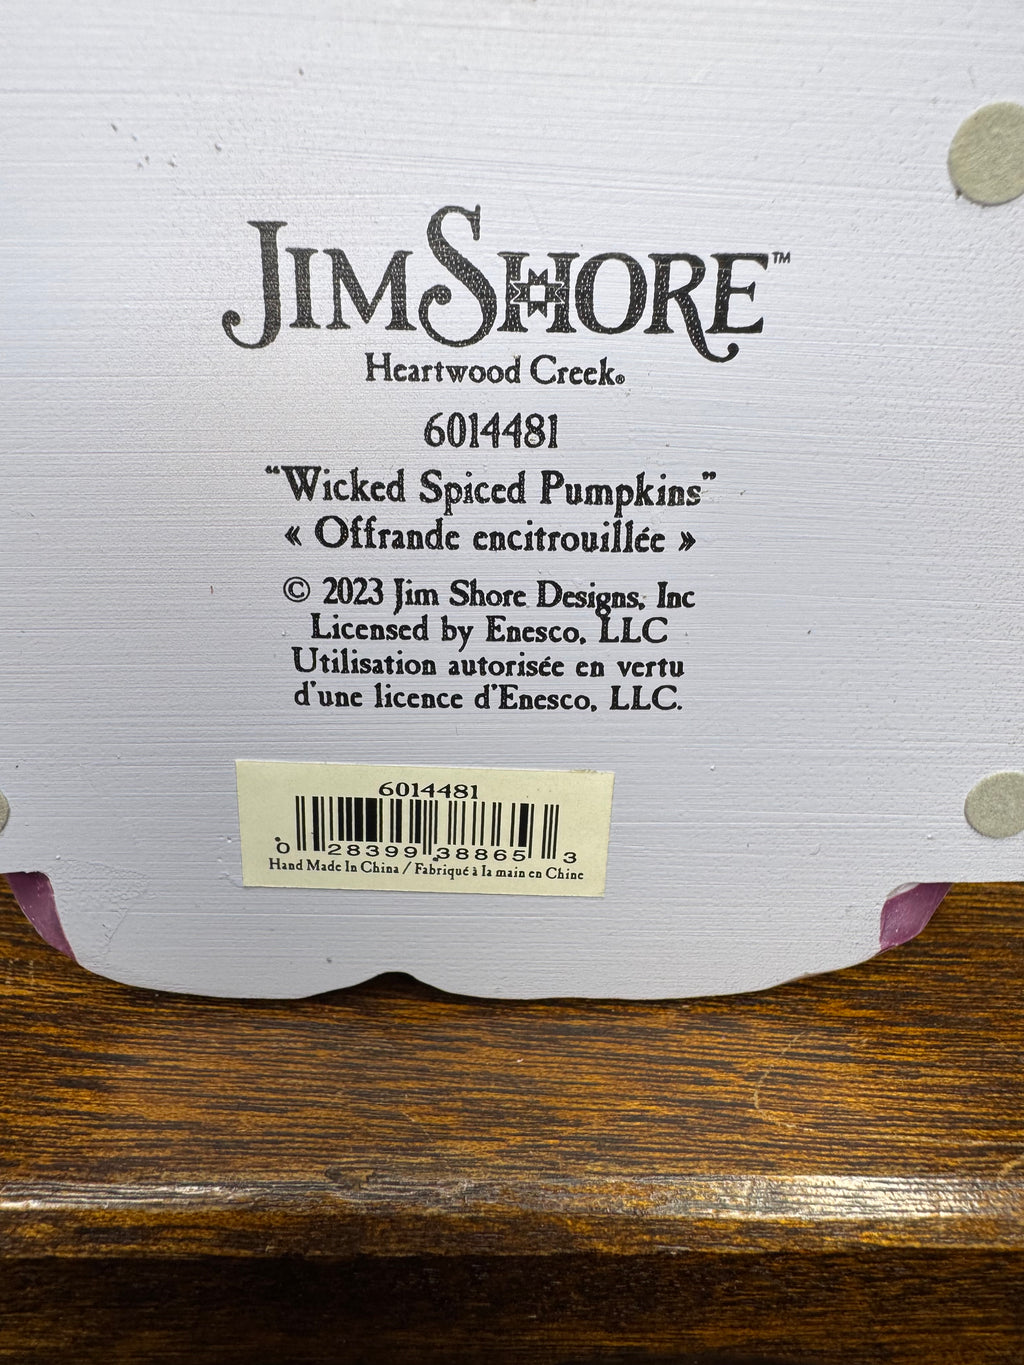 JIM SHORE™
Heartwood Creek®
6014481
“Wicked Spiced Pumpkins”
« Offrande encitrouillée »
© 2023 Jim Shore Designs, Inc
Licensed by Enesco, LLC
Utilisation autorisée en vertu
d'une licence d'Enesco, LLC.
6014481
0 28399 38865 3
Hand Made In China / Fabriqué à la main en Chine